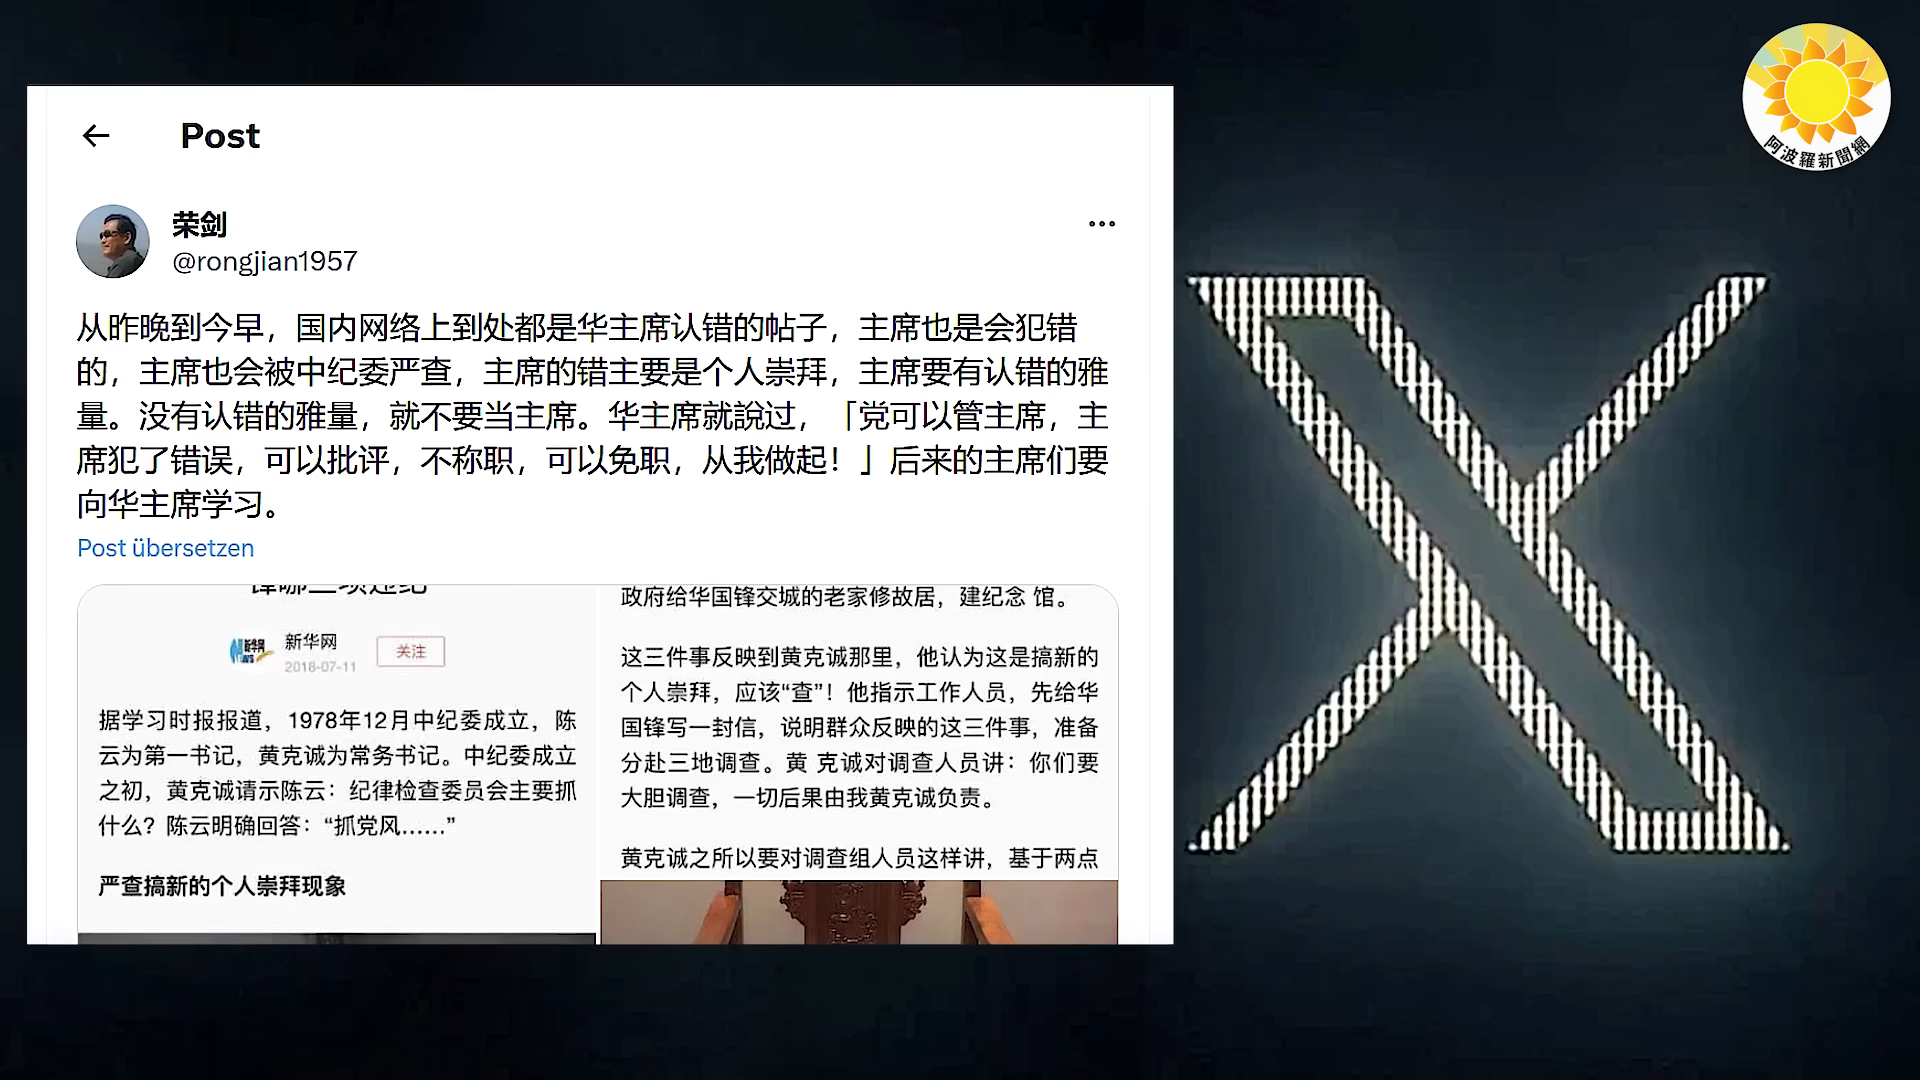 阿波羅新聞網
Post
荣剑
@rongjian1957
从昨晚到今早，国内网络上到处都是华主席认错的帖子，主席也是会犯错
的，主席也会被中纪委严查，主席的错主要是个人崇拜，主席要有认错的雅
量。没有认错的雅量，就不要当主席。华主席就說过，「党可以管主席，主
席犯了错误，可以批评，不称职，可以免职，从我做起！」后来的主席们要
向华主席学习。
Post übersetzen
新华网
2018-07-11
关注
据学习时报报道，1978年12月中纪委成立，陈
云为第一书记，黄克诚为常务书记。中纪委成立
之初，黄克诚请示陈云：纪律检查委员会主要抓
什么？陈云明确回答：“抓党风……”
严查搞新的个人崇拜现象
政府给华国锋交城的老家修故居，建纪念 馆。
这三件事反映到黄克诚那里，他认为这是搞新的
个人崇拜，应该“查”！他指示工作人员，先给华
国锋写一封信，说明群众反映的这三件事，准备
分赴三地调查。黄 克诚对调查人员讲：你们要
大胆调查，一切后果由我黄克诚负责。
黄克诚之所以要对调查组人员这样讲，基于两点